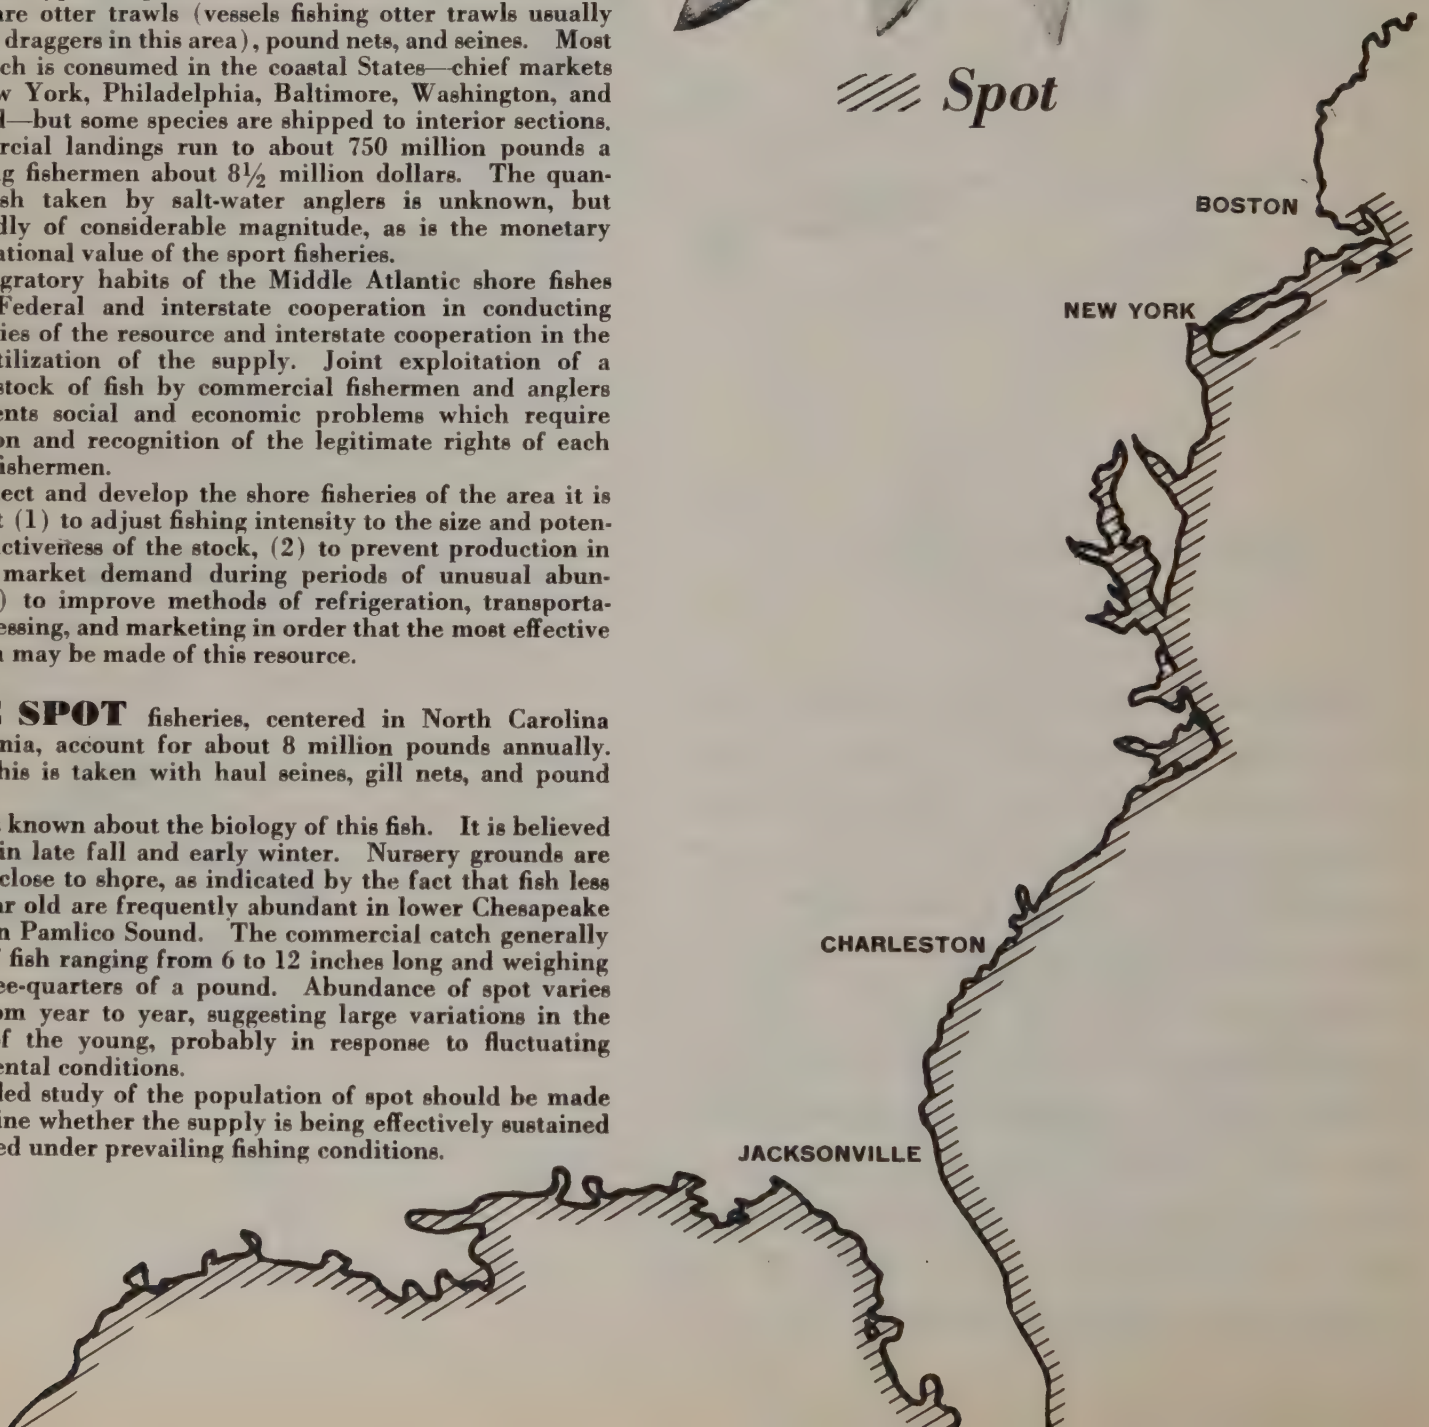 re otter trawls (vessels fishing otter trawls usually
draggers in this area), pound nets, and seines. Most
ch is consumed in the coastal States—chief markets
w York, Philadelphia, Baltimore, Washington, and
l—but some species are shipped to interior sections.
rcial landings run to about 750 million pounds a
g fishermen about 8½ million dollars. The quan-
sh taken by salt-water anglers is unknown, but
lly of considerable magnitude, as is the monetary
ational value of the sport fisheries.
gratory habits of the Middle Atlantic shore fishes
Federal and interstate cooperation in conducting
ies of the resource and interstate cooperation in the
tilization of the supply. Joint exploitation of a
stock of fish by commercial fishermen and anglers
ents social and economic problems which require
on and recognition of the legitimate rights of each
ishermen.
ect and develop the shore fisheries of the area it is
t (1) to adjust fishing intensity to the size and poten-
ctiveness of the stock, (2) to prevent production in
market demand during periods of unusual abun-
) to improve methods of refrigeration, transporta-
essing, and marketing in order that the most effective
n may be made of this resource.
SPOT fisheries, centered in North Carolina
nia, account for about 8 million pounds annually.
his is taken with haul seines, gill nets, and pound
known about the biology of this fish. It is believed
in late fall and early winter. Nursery grounds are
close to shore, as indicated by the fact that fish less
ar old are frequently abundant in lower Chesapeake
n Pamlico Sound. The commercial catch generally
f fish ranging from 6 to 12 inches long and weighing
ee-quarters of a pound. Abundance of spot varies
om year to year, suggesting large variations in the
f the young, probably in response to fluctuating
ental conditions.
led study of the population of spot should be made
ine whether the supply is being effectively sustained
ed under prevailing fishing conditions.
Spot
BOSTON
NEW YORK
CHARLESTON
JACKSONVILLE